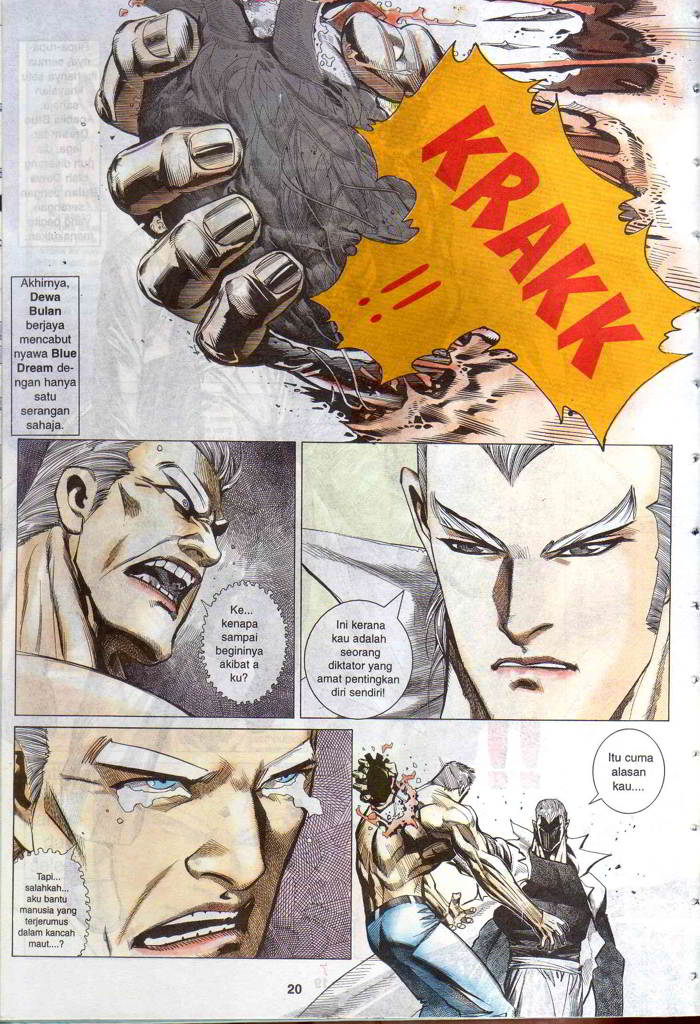 KRAKK
!!
Akhirnya,
Dewa
Bulan
berjaya
mencabut
nyawa Blue
Dream de-
ngan hanya
satu
serangan
sahaja.
Ke...
kenapa
sampai
begininya
akibat a
ku?
Ini kerana
kau adalah
seorang
diktator yang
amat pentingkan
diri sendiri!
Tapi...
salahkah...
aku bantu
manusia yang
terjerumus
dalam kancah
maut....?
Itu cuma
alasan
kau....
20